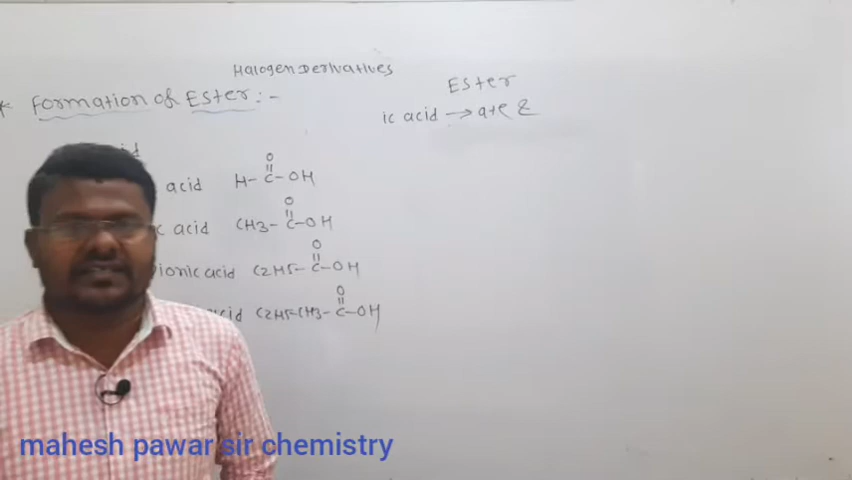 Halogen Derivatives
* Formation of Ester :-
Ester
ic acid → ate &
acid H-C-OH
O
c acid CH3-C-OH
O
ionic acid C2H5-C-OH
O
cid C2H5-CH3-C-OH
O
mahesh pawar sir chemistry